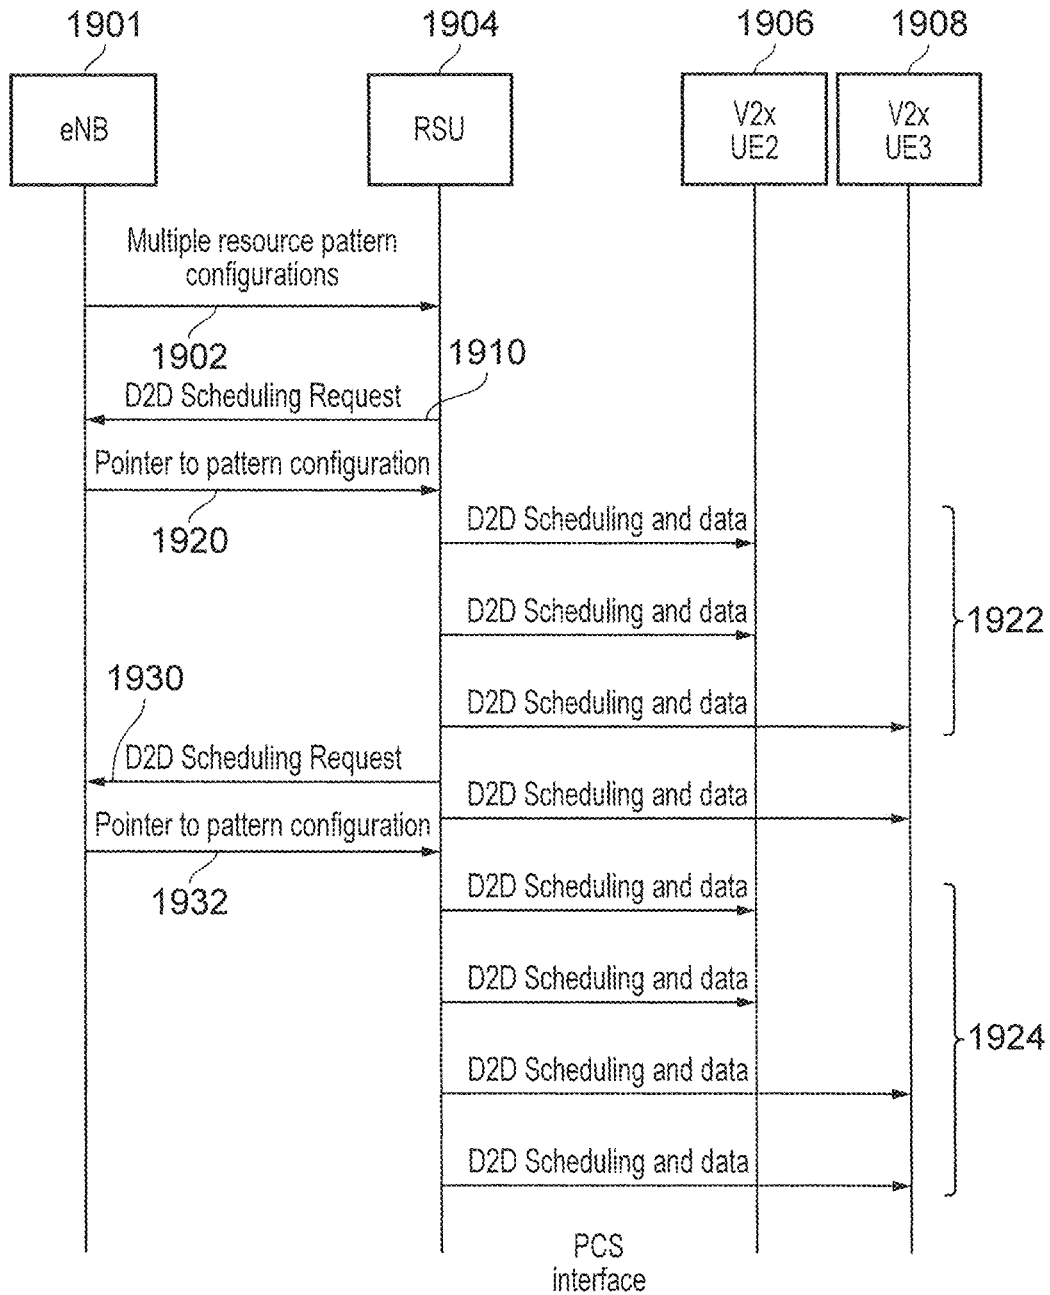 1901
1904
1906
1908
eNB
RSU
V2x
UE2
V2x
UE3
Multiple resource pattern
configurations
1902
1910
D2D Scheduling Request
Pointer to pattern configuration
1920
D2D Scheduling and data
D2D Scheduling and data
1922
1930
D2D Scheduling and data
D2D Scheduling Request
D2D Scheduling and data
Pointer to pattern configuration
1932
D2D Scheduling and data
D2D Scheduling and data
1924
D2D Scheduling and data
D2D Scheduling and data
PCS
interface